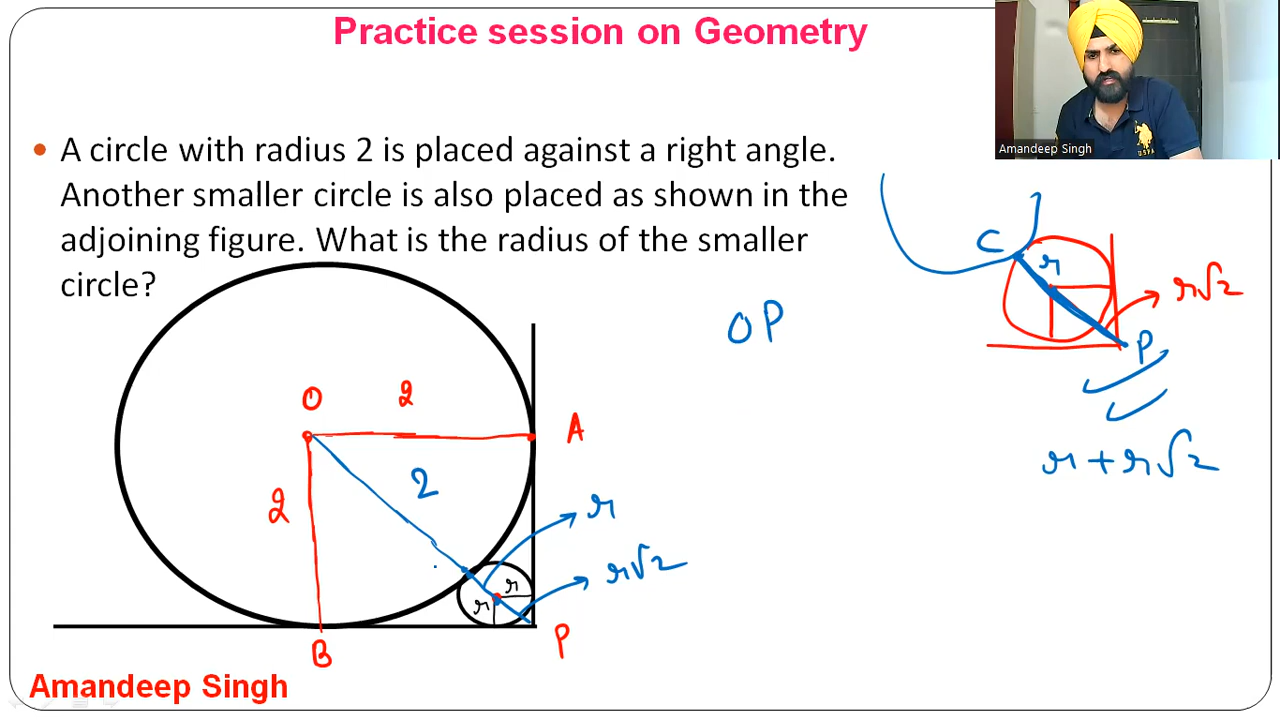 Practice session on Geometry
Amandeep Singh
• A circle with radius 2 is placed against a right angle.
Another smaller circle is also placed as shown in the
adjoining figure. What is the radius of the smaller
circle?
C
r
r√2
P
r + r√2
OP
O
2
A
2
2
r
r√2
r
r
P
B
Amandeep Singh